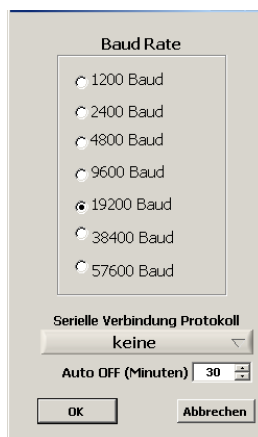 Baud Rate
1200 Baud
2400 Baud
4800 Baud
9600 Baud
19200 Baud
38400 Baud
57600 Baud
Serielle Verbindung Protokoll
keine
Auto OFF (Minuten) 30
OK Abbrechen